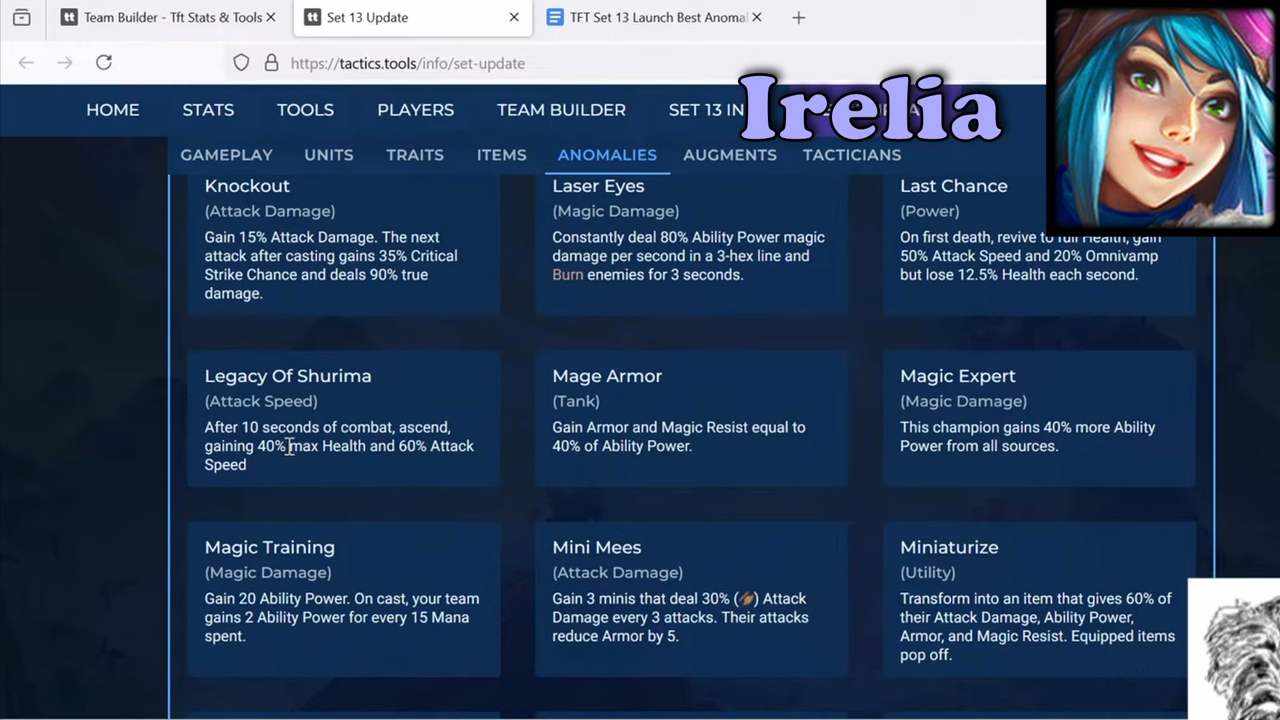 Team Builder - Tft Stats & Tools
Set 13 Update
TFT Set 13 Launch Best Anomal
https://tactics.tools/info/set-update
Irelia
HOME
STATS
TOOLS
PLAYERS
TEAM BUILDER
SET 13 IN
GAMEPLAY
UNITS
TRAITS
ITEMS
ANOMALIES
AUGMENTS
TACTICIANS
Knockout
(Attack Damage)
Gain 15% Attack Damage. The next
attack after casting gains 35% Critical
Strike Chance and deals 90% true
damage.
Laser Eyes
(Magic Damage)
Constantly deal 80% Ability Power magic
damage per second in a 3-hex line and
Burn enemies for 3 seconds.
Last Chance
(Power)
On first death, revive to full Health, gain
50% Attack Speed and 20% Omnivamp
but lose 12.5% Health each second.
Legacy Of Shurima
(Attack Speed)
After 10 seconds of combat, ascend,
gaining 40% max Health and 60% Attack
Speed
Mage Armor
(Tank)
Gain Armor and Magic Resist equal to
40% of Ability Power.
Magic Expert
(Magic Damage)
This champion gains 40% more Ability
Power from all sources.
Magic Training
(Magic Damage)
Gain 20 Ability Power. On cast, your team
gains 2 Ability Power for every 15 Mana
spent.
Mini Mees
(Attack Damage)
Gain 3 minis that deal 30% () Attack
Damage every 3 attacks. Their attacks
reduce Armor by 5.
Miniaturize
(Utility)
Transform into an item that gives 60% of
their Attack Damage, Ability Power,
Armor, and Magic Resist. Equipped items
pop off.